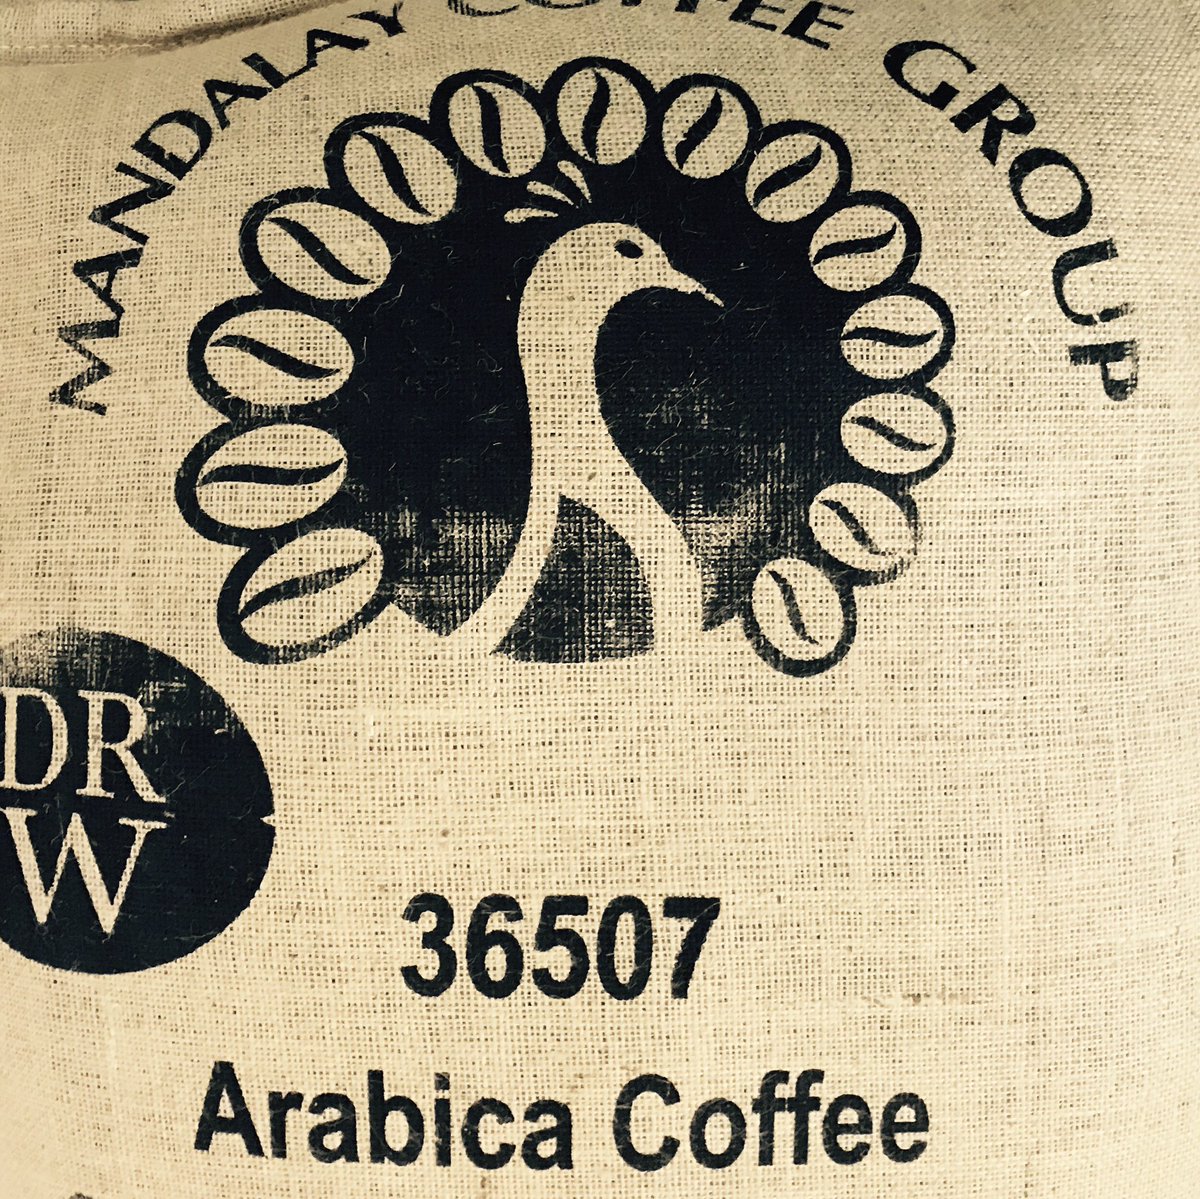 MANDALAY COFFEE GROUP
DR
W
36507
Arabica Coffee